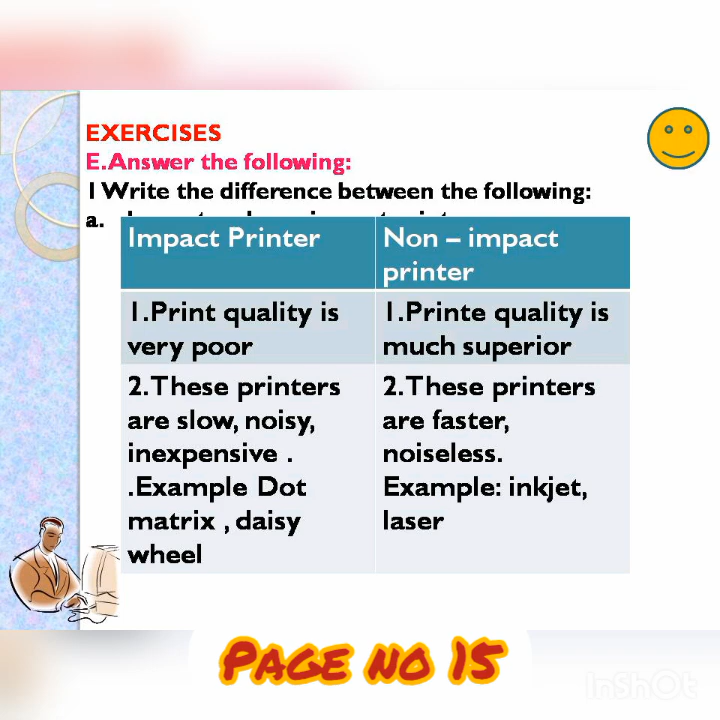 EXERCISES
E.Answer the following:
1 Write the difference between the following:
a.
Impact Printer
Non – impact
printer
1.Print quality is
very poor
1.Printe quality is
much superior
2.These printers
are slow, noisy,
inexpensive .
.Example Dot
matrix , daisy
wheel
2.These printers
are faster,
noiseless.
Example: inkjet,
laser
PAGE NO 15
InShOt